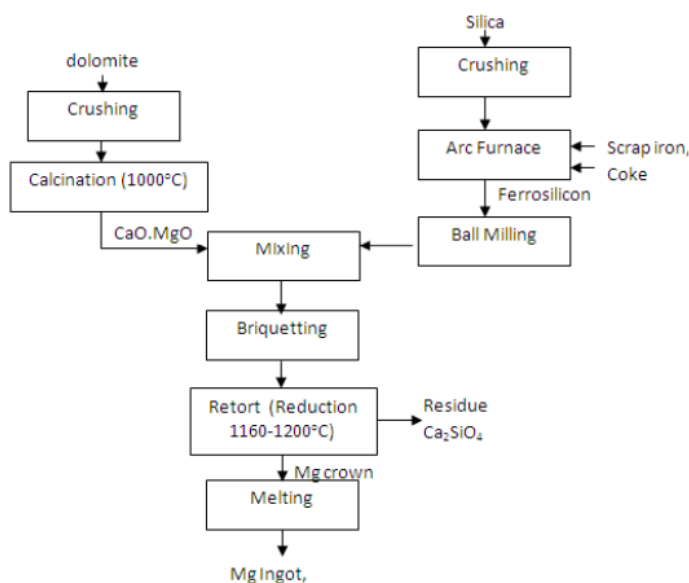 Silica
dolomite
Crushing
Crushing
Calcination (1000°C)
Arc Furnace
Scrap iron,
Coke
Ferrosilicon
CaO.MgO
Mixing
Ball Milling
Briquetting
Retort (Reduction
1160-1200°C)
Residue
Ca₂SiO₄
Mg crown
Melting
Mg Ingot,